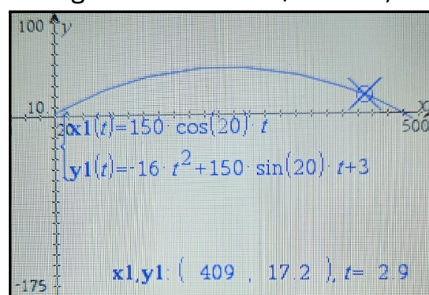 100 y
10
x
20
500
x1(t)=150·cos(20)·t
y1(t)=-16·t²+150·sin(20)·t+3
x1,y1: ( 409 , 17.2 ), t= 2.9
-175